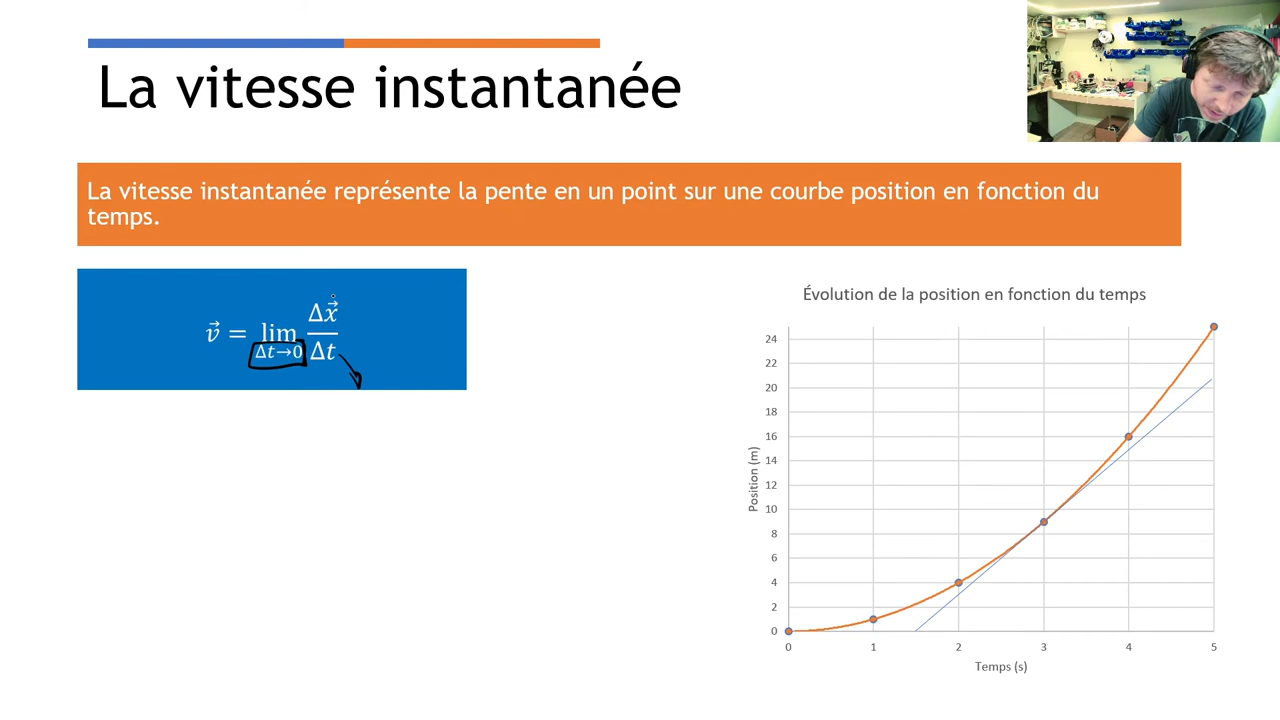 La vitesse instantanée
La vitesse instantanée représente la pente en un point sur une courbe position en fonction du
temps.
v⃗ = lim Δt→0 Δx⃗ / Δt
Évolution de la position en fonction du temps
Position (m)
24
22
20
18
16
14
12
10
8
6
4
2
0
0 1 2 3 4 5
Temps (s)